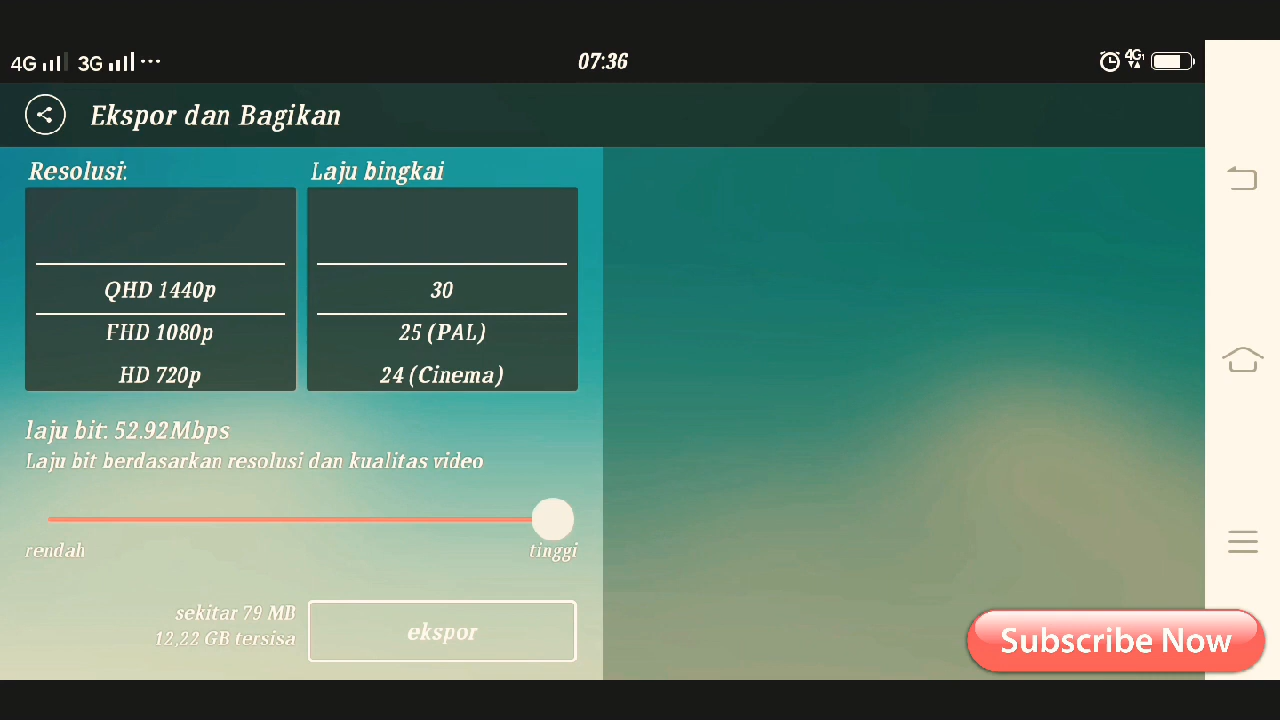 4G 3G ... 07:36 4G
Ekspor dan Bagikan
Resolusi:
Laju bingkai
QHD 1440p
30
FHD 1080p
25 (PAL)
HD 720p
24 (Cinema)
laju bit: 52.92Mbps
Laju bit berdasarkan resolusi dan kualitas video
rendah
tinggi
sekitar 79 MB
12,22 GB tersisa
ekspor
Subscribe Now